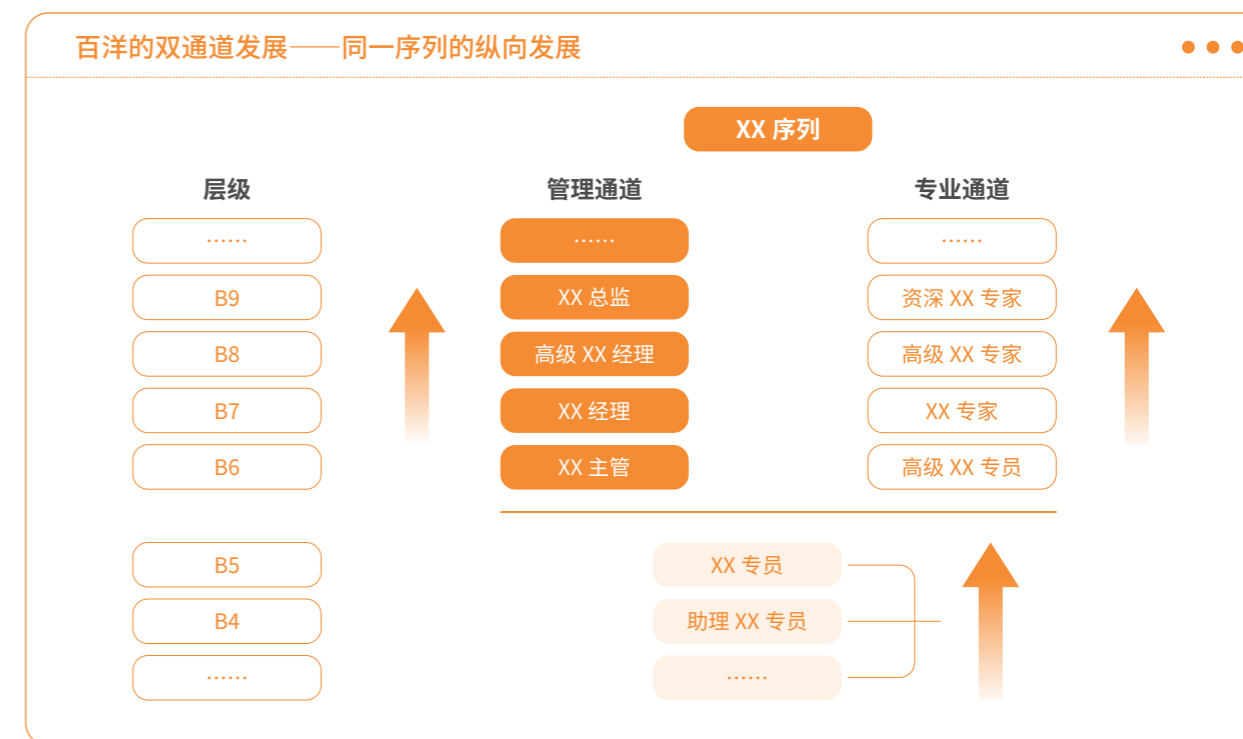 百洋的双通道发展——同一序列的纵向发展
XX 序列
层级 管理通道 专业通道
…… …… ……
B9 XX 总监 资深 XX 专家
B8 高级 XX 经理 高级 XX 专家
B7 XX 经理 XX 专家
B6 XX 主管 高级 XX 专员
B5 XX 专员
B4 助理 XX 专员
…… ……